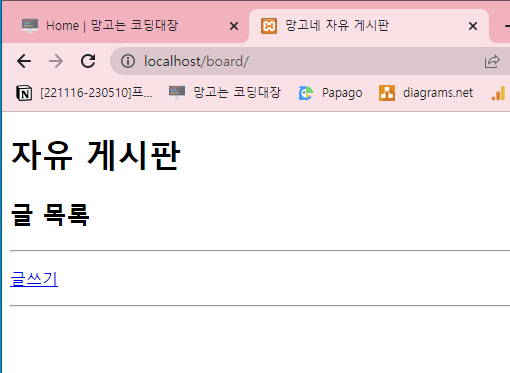 Home | 망고는 코딩대장
망고네 자유 게시판
localhost/board/
[221116-230510]프... 망고는 코딩대장 Papago diagrams.net
자유 게시판
글 목록
글쓰기